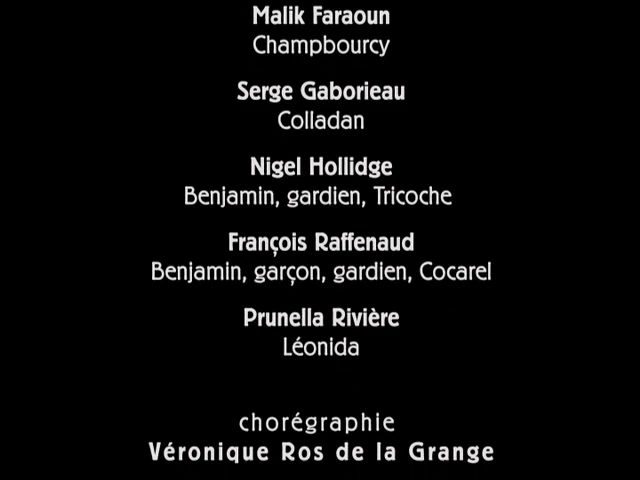 Malik Faraoun
Champbourcy
Serge Gaborieau
Colladan
Nigel Hollidge
Benjamin, gardien, Tricoche
François Raffenaud
Benjamin, garçon, gardien, Cocarel
Prunella Rivière
Léonida
chorégraphie
Véronique Ros de la Grange